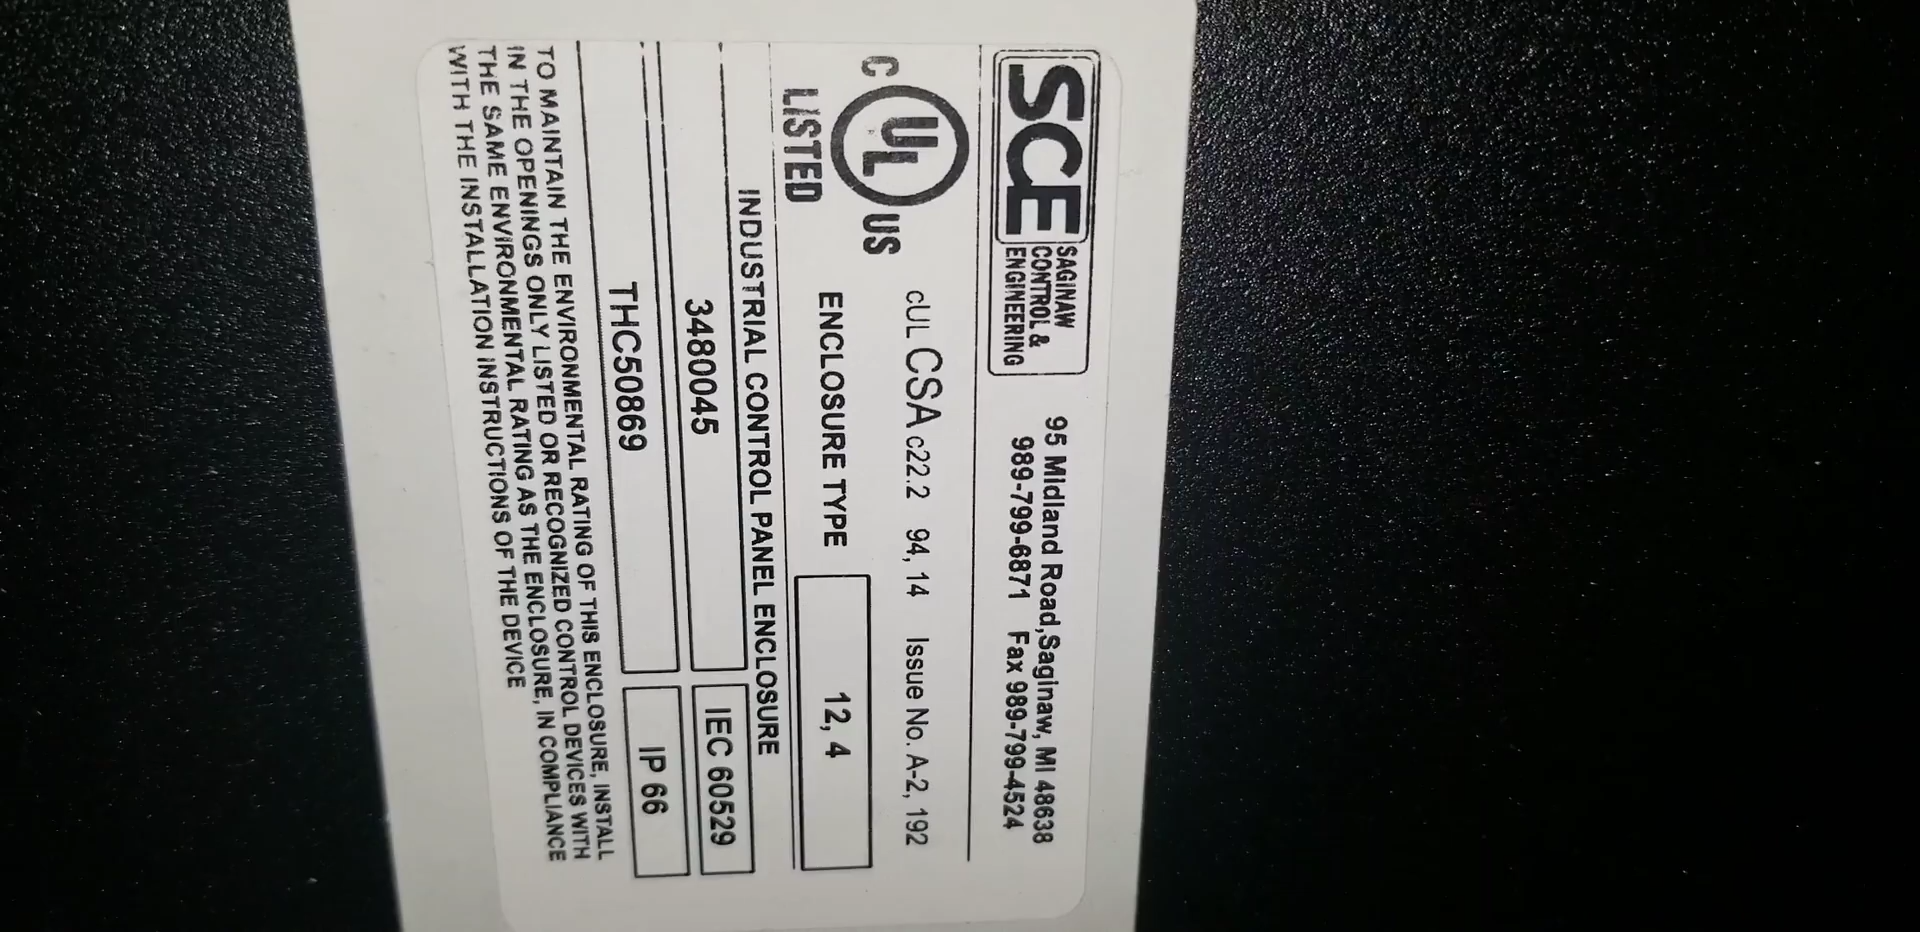 SCE SAGINAW
CONTROL &
ENGINEERING
95 Midland Road,Saginaw, MI 48638
989-799-6871 Fax 989-799-4524
C UL US
LISTED
cUL CSA c22.2 94, 14 Issue No. A-2, 192
ENCLOSURE TYPE 12, 4
INDUSTRIAL CONTROL PANEL ENCLOSURE
3480045 IEC 60529
THC50869 IP 66
TO MAINTAIN THE ENVIRONMENTAL RATING OF THIS ENCLOSURE, INSTALL
IN THE OPENINGS ONLY LISTED OR RECOGNIZED CONTROL DEVICES WITH
THE SAME ENVIRONMENTAL RATING AS THE ENCLOSURE, IN COMPLIANCE
WITH THE INSTALLATION INSTRUCTIONS OF THE DEVICE